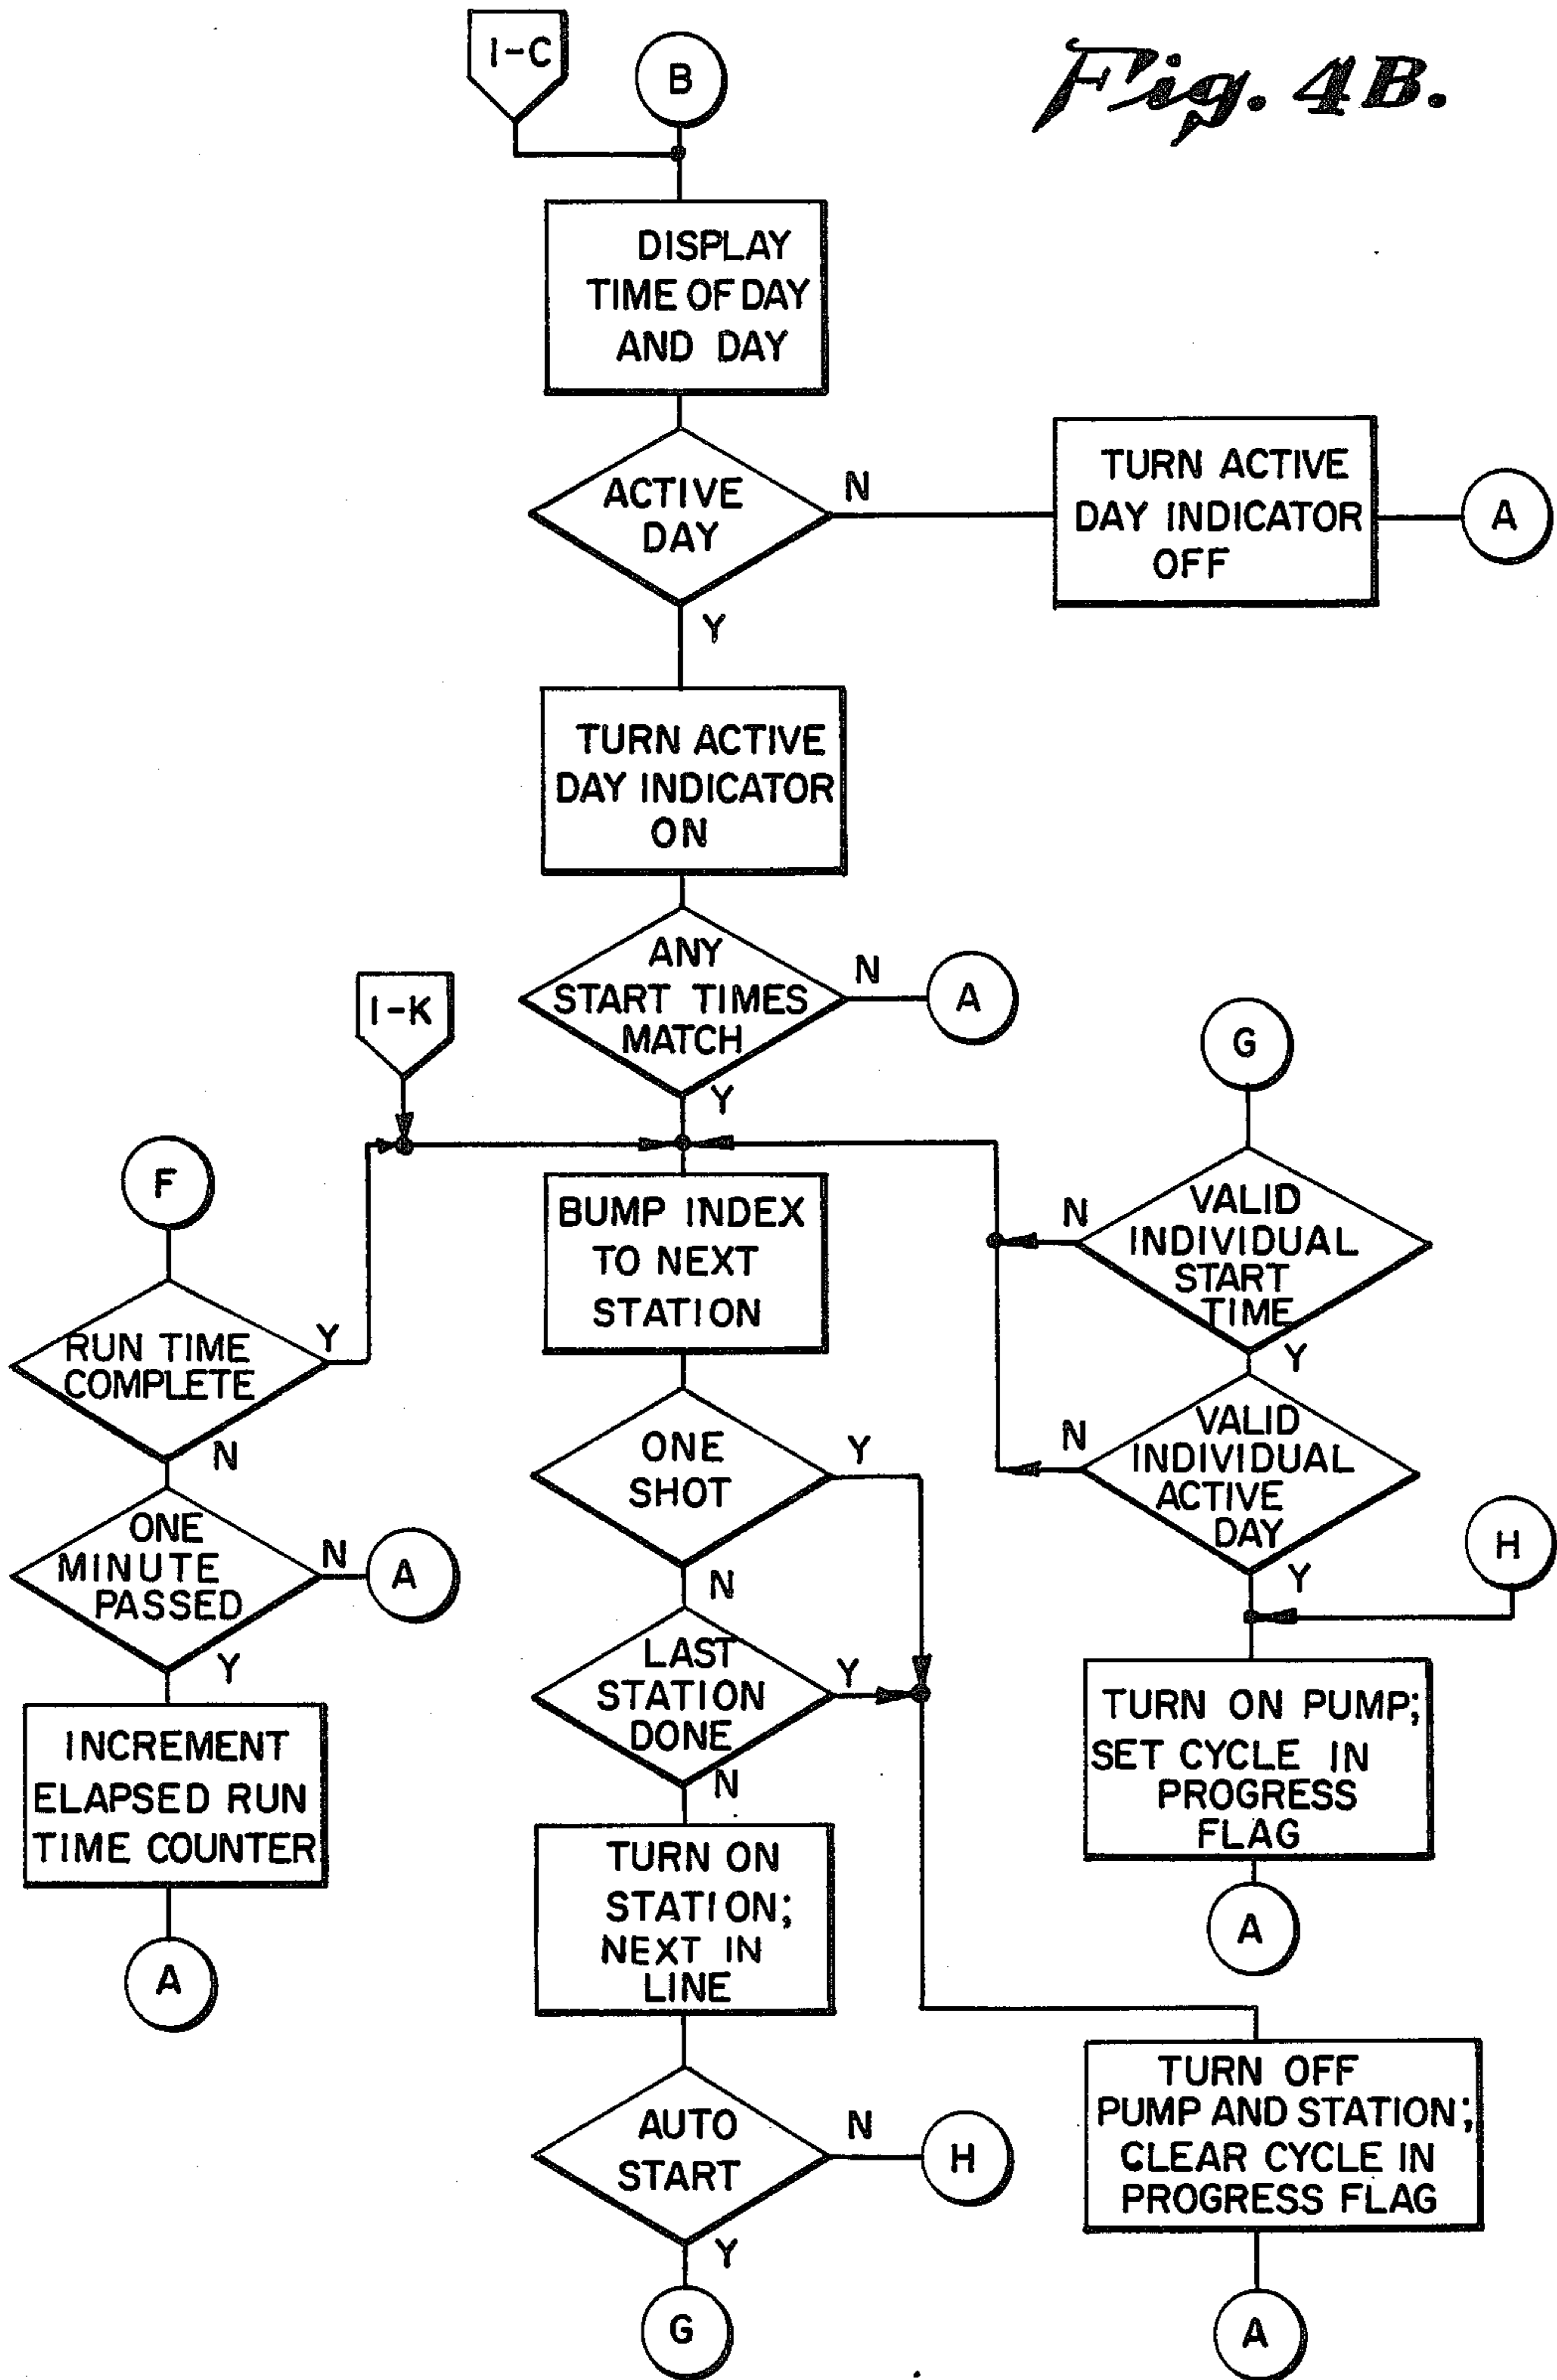 1-C
B
Fig. 4B.
DISPLAY
TIME OF DAY
AND DAY
ACTIVE
DAY
N
TURN ACTIVE
DAY INDICATOR
OFF
A
Y
TURN ACTIVE
DAY INDICATOR
ON
ANY
START TIMES
MATCH
N
A
Y
1-K
G
F
BUMP INDEX
TO NEXT
STATION
VALID
INDIVIDUAL
START
TIME
N
Y
RUN TIME
COMPLETE
Y
N
ONE
SHOT
Y
N
VALID
INDIVIDUAL
ACTIVE
DAY
N
Y
H
ONE
MINUTE
PASSED
N
A
Y
LAST
STATION
DONE
Y
N
TURN ON PUMP;
SET CYCLE IN
PROGRESS
FLAG
A
INCREMENT
ELAPSED RUN
TIME COUNTER
A
TURN ON
STATION;
NEXT IN
LINE
AUTO
START
N
H
Y
G
TURN OFF
PUMP AND STATION;
CLEAR CYCLE IN
PROGRESS FLAG
A